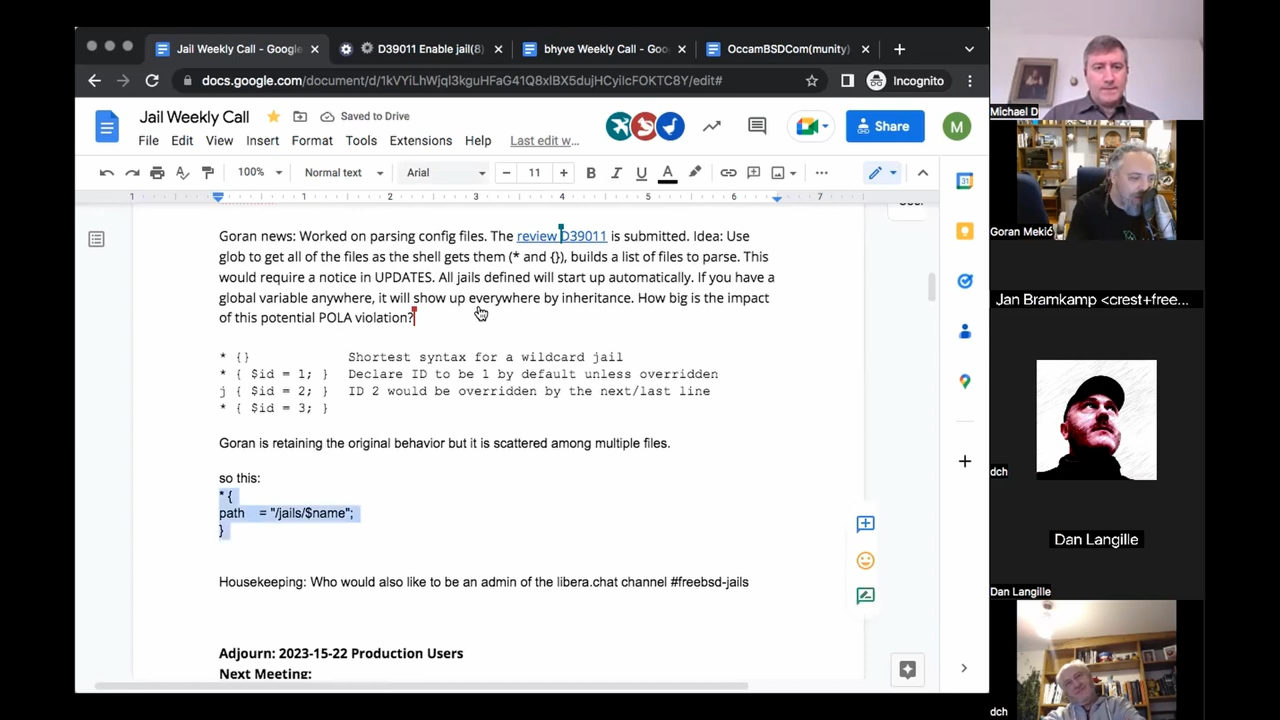 Jail Weekly Call - Google
D39011 Enable jail(8)
bhyve Weekly Call - Goo
OccamBSDCom(munity)
docs.google.com/document/d/1kYiLhWjqI3kguHFaG41Q8xIBX5dujHCyilcFOKTC8Y/edit#
Incognito
Jail Weekly Call
Saved to Drive
File Edit View Insert Format Tools Extensions Help Last edit w...
Share
M
100% Normal text Arial 11 B I U A
1 1 2 3 4 5 6 7
Goran news: Worked on parsing config files. The review D39011 is submitted. Idea: Use
glob to get all of the files as the shell gets them (* and {}), builds a list of files to parse. This
would require a notice in UPDATES. All jails defined will start up automatically. If you have a
global variable anywhere, it will show up everywhere by inheritance. How big is the impact
of this potential POLA violation?
* {} Shortest syntax for a wildcard jail
* { $id = 1; } Declare ID to be 1 by default unless overridden
j { $id = 2; } ID 2 would be overridden by the next/last line
* { $id = 3; }
Goran is retaining the original behavior but it is scattered among multiple files.
so this:
* {
path = "/jails/$name";
}
Housekeeping: Who would also like to be an admin of the libera.chat channel #freebsd-jails
Adjourn: 2023-15-22 Production Users
Next Meeting:
Michael D
Goran Mekić
Jan Bramkamp <crest+free...
dch
Dan Langille
Dan Langille
dch